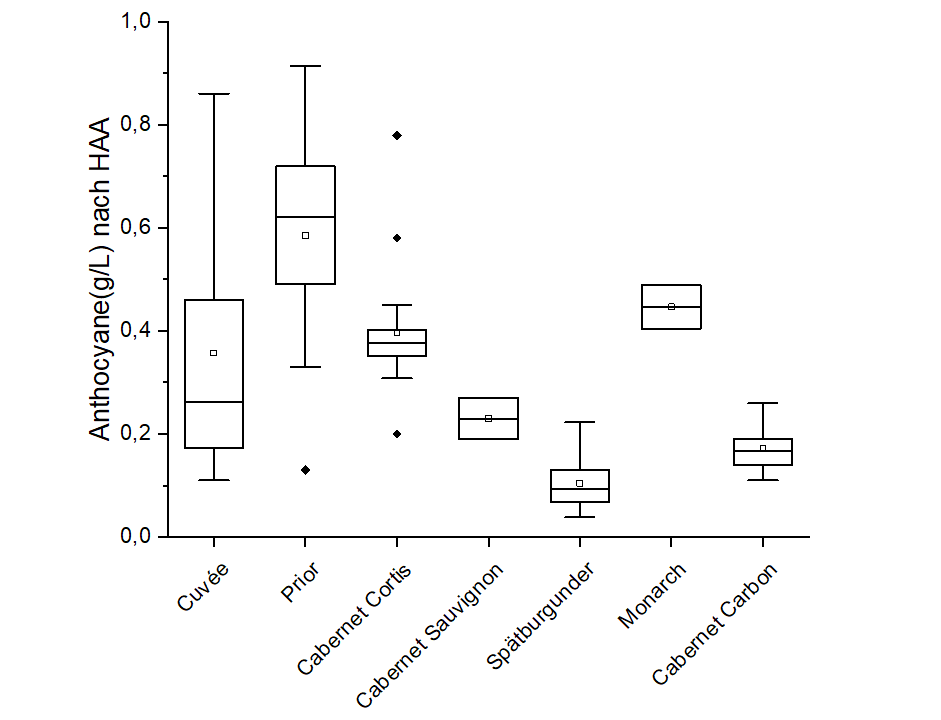 Anthocyane(g/L) nach HAA
1,0
0,8
0,6
0,4
0,2
0,0
Cuvée
Prior
Cabernet Cortis
Cabernet Sauvignon
Spätburgunder
Monarch
Cabernet Carbon